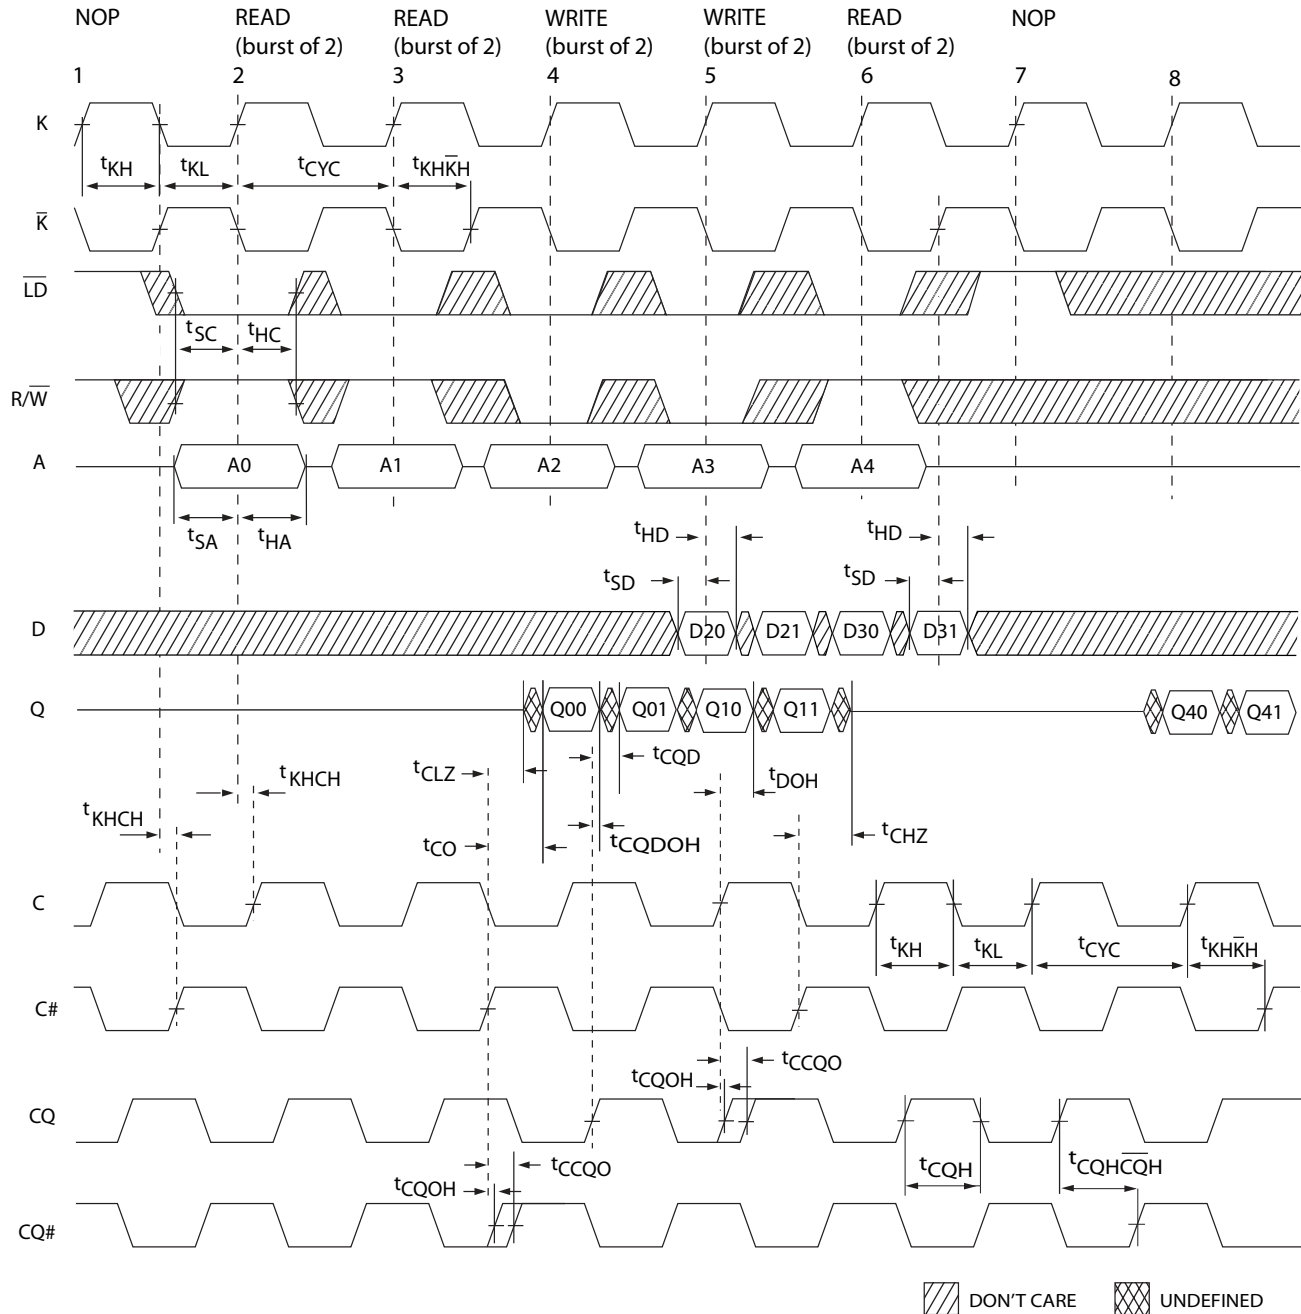 NOP READ READ WRITE WRITE READ NOP
(burst of 2) (burst of 2) (burst of 2) (burst of 2) (burst of 2)
1 2 3 4 5 6 7 8
K
tKH tKL tCYC tKHK̅H
K̅
L̅D̅
tSC tHC
R/W̅
A A0 A1 A2 A3 A4
tSA tHA
tHD tHD
tSD tSD
D D20 D21 D30 D31
Q Q00 Q01 Q10 Q11 Q40 Q41
tCQD
tCLZ tDOH
tKHCH
tKHCH
tCO tCQDOH tCHZ
C
tKH tKL tCYC tKHK̅H
C#
tCCQO
tCQOH
CQ
tCCQO tCQH tCQHC̅Q̅H
tCQOH
CQ#
DON'T CARE UNDEFINED